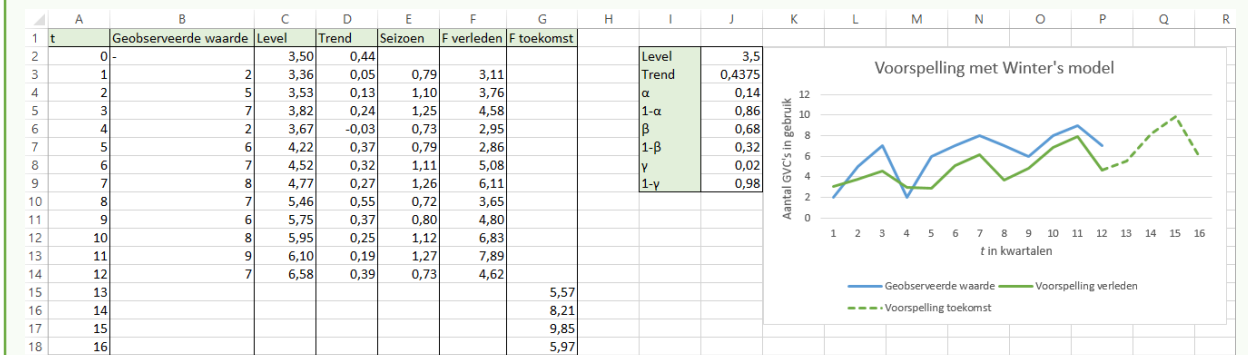 A B C D E F G H I J K L M N O P Q R
1 t Geobserveerde waarde Level Trend Seizoen F verleden F toekomst
2 0 - 3,50 0,44 Level 3,5
3 1 2 3,36 0,05 0,79 3,11 Trend 0,4375
4 2 5 3,53 0,13 1,10 3,76 α 0,14
5 3 7 3,82 0,24 1,25 4,58 1-α 0,86
6 4 2 3,67 -0,03 0,73 2,95 β 0,68
7 5 6 4,22 0,37 0,79 2,86 1-β 0,32
8 6 7 4,52 0,32 1,11 5,08 γ 0,02
9 7 8 4,77 0,27 1,26 6,11 1-γ 0,98
10 8 7 5,46 0,55 0,72 3,65
11 9 6 5,75 0,37 0,80 4,80
12 10 8 5,95 0,25 1,12 6,83
13 11 9 6,10 0,19 1,27 7,89
14 12 7 6,58 0,39 0,73 4,62
15 13 5,57
16 14 8,21
17 15 9,85
18 16 5,97
Voorspelling met Winter's model
Aantal GVC's in gebruik
12
10
8
6
4
2
0
1 2 3 4 5 6 7 8 9 10 11 12 13 14 15 16
t in kwartalen
Geobserveerde waarde Voorspelling verleden
Voorspelling toekomst